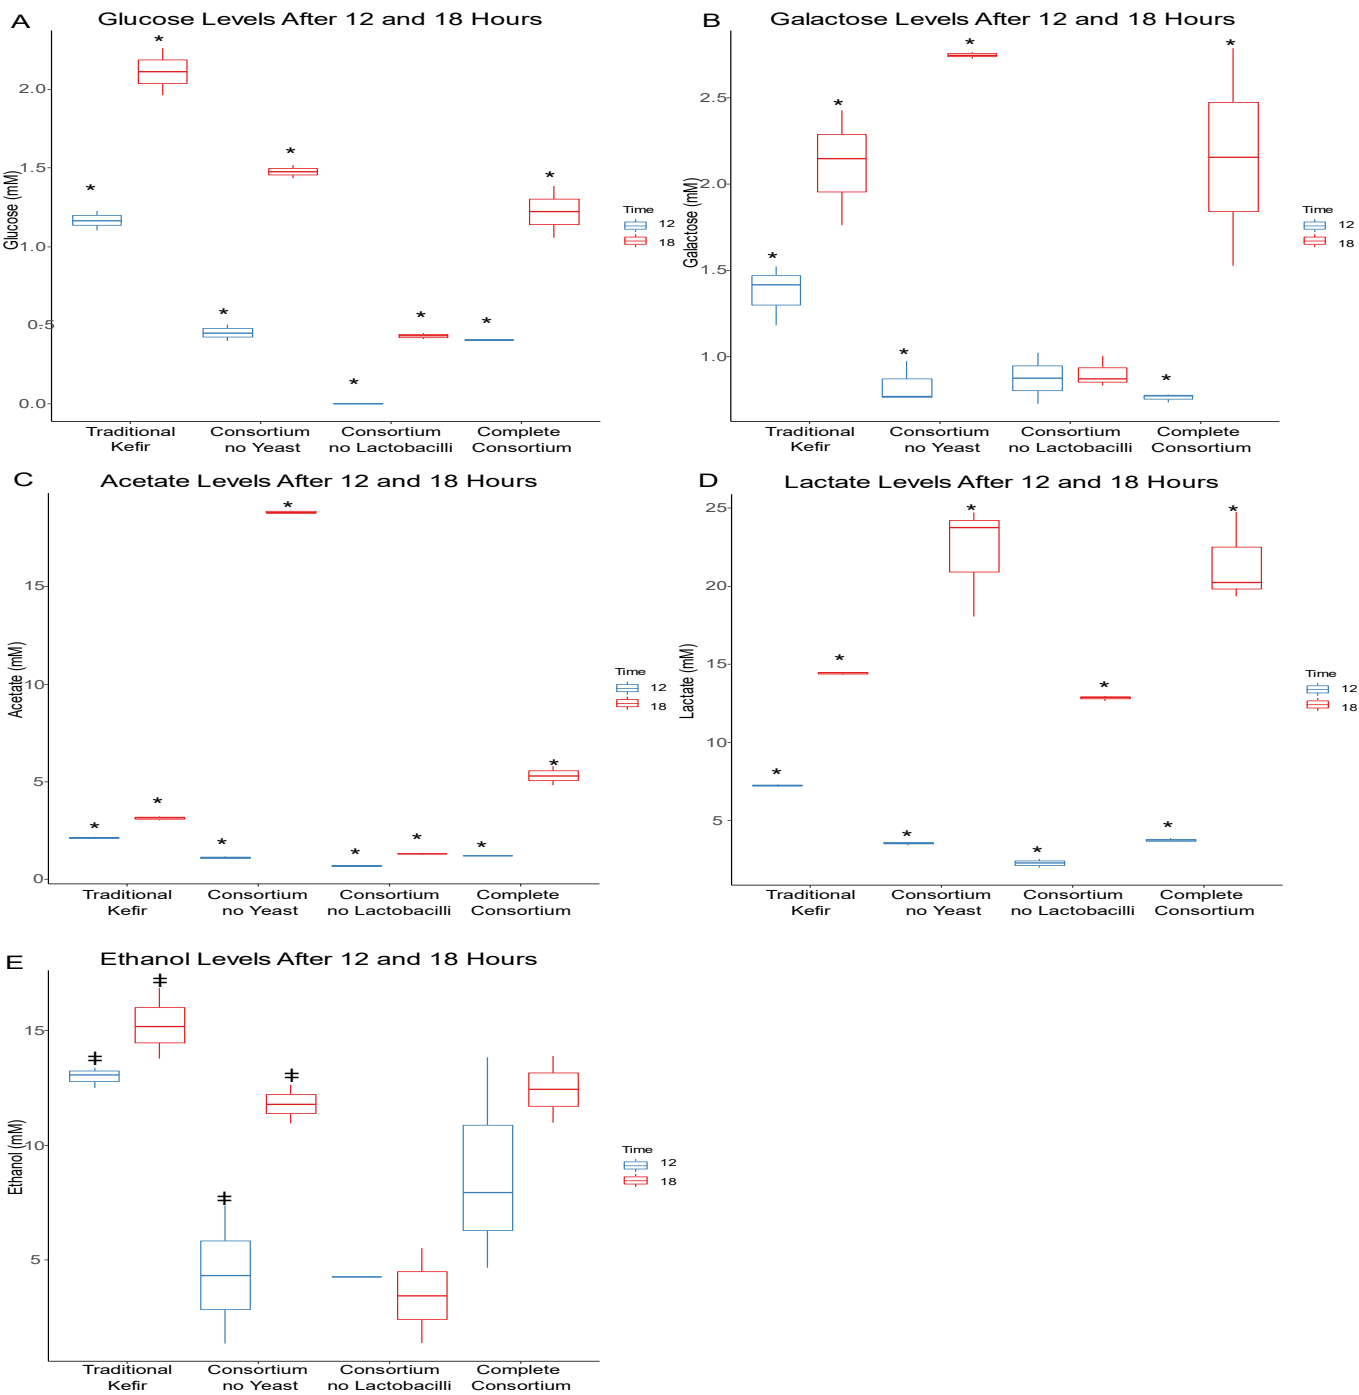 A
Glucose Levels After 12 and 18 Hours
Glucose (mM)
2.0
1.5
1.0
0.5
0.0
*
*
*
*
*
*
*
*
Traditional Kefir
Consortium no Yeast
Consortium no Lactobacilli
Complete Consortium
Time
12
18
B
Galactose Levels After 12 and 18 Hours
Galactose (mM)
2.5
2.0
1.5
1.0
*
*
*
*
*
*
Traditional Kefir
Consortium no Yeast
Consortium no Lactobacilli
Complete Consortium
Time
12
18
C
Acetate Levels After 12 and 18 Hours
Acetate (mM)
15
10
5
0
*
*
*
*
*
*
*
*
Traditional Kefir
Consortium no Yeast
Consortium no Lactobacilli
Complete Consortium
Time
12
18
D
Lactate Levels After 12 and 18 Hours
Lactate (mM)
25
20
15
10
5
*
*
*
*
*
*
*
*
Traditional Kefir
Consortium no Yeast
Consortium no Lactobacilli
Complete Consortium
Time
12
18
E
Ethanol Levels After 12 and 18 Hours
Ethanol (mM)
15
10
5
ǂ
ǂ
ǂ
ǂ
Traditional Kefir
Consortium no Yeast
Consortium no Lactobacilli
Complete Consortium
Time
12
18